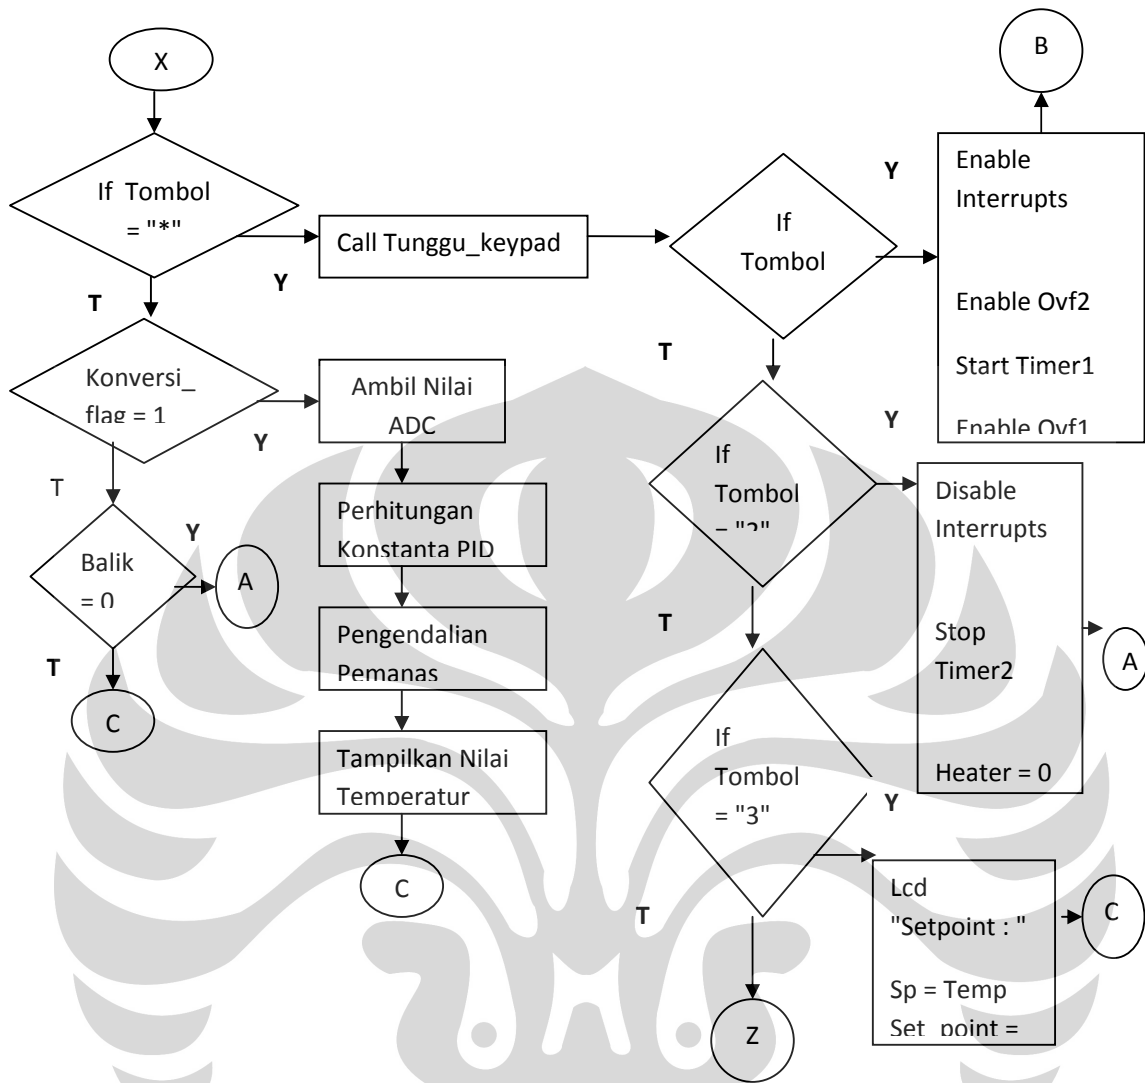 X
If Tombol
= "*"
Y
T
Call Tunggu_keypad
If
Tombol
Y
T
B
Enable
Interrupts
Enable Ovf2
Start Timer1
Enable Ovf1
Konversi_
flag = 1
Y
T
Ambil Nilai
ADC
Perhitungan
Konstanta PID
Pengendalian
Pemanas
Tampilkan Nilai
Temperatur
C
Balik
= 0
Y
A
T
C
If
Tombol
= "2"
Y
T
Disable
Interrupts
Stop
Timer2
Heater = 0
A
If
Tombol
= "3"
Y
T
Lcd
"Setpoint : "
Sp = Temp
Set_point =
C
Z